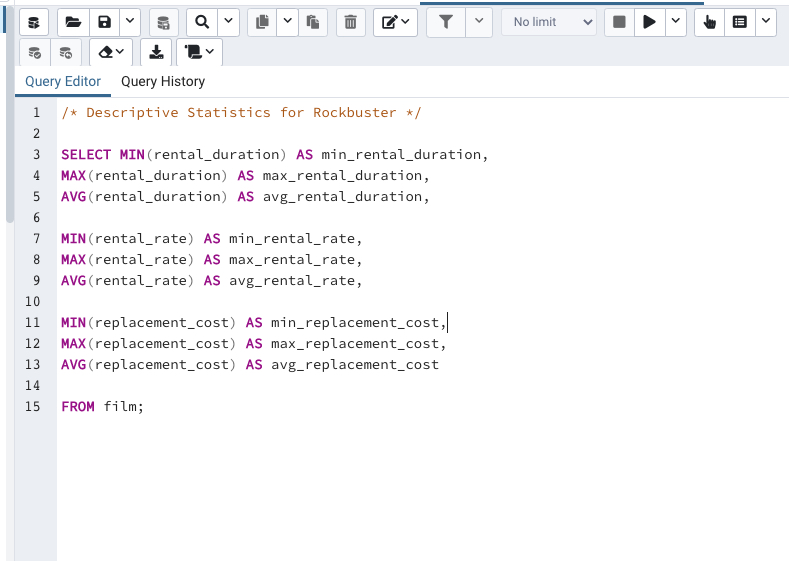 No limit
Query Editor Query History
1 /* Descriptive Statistics for Rockbuster */
2
3 SELECT MIN(rental_duration) AS min_rental_duration,
4 MAX(rental_duration) AS max_rental_duration,
5 AVG(rental_duration) AS avg_rental_duration,
6
7 MIN(rental_rate) AS min_rental_rate,
8 MAX(rental_rate) AS max_rental_rate,
9 AVG(rental_rate) AS avg_rental_rate,
10
11 MIN(replacement_cost) AS min_replacement_cost,
12 MAX(replacement_cost) AS max_replacement_cost,
13 AVG(replacement_cost) AS avg_replacement_cost
14
15 FROM film;